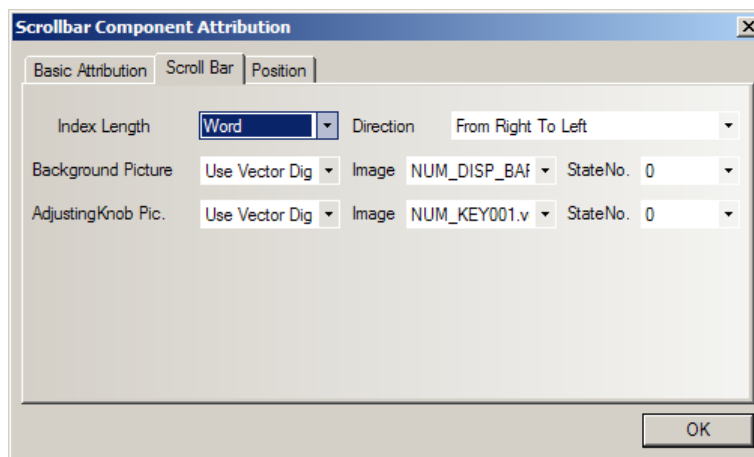 Scrollbar Component Attribution
Basic Attribution Scroll Bar Position
Index Length Word Direction From Right To Left
Background Picture Use Vector Dig Image NUM_DISP_BAR StateNo. 0
AdjustingKnob Pic. Use Vector Dig Image NUM_KEY001.v StateNo. 0
OK